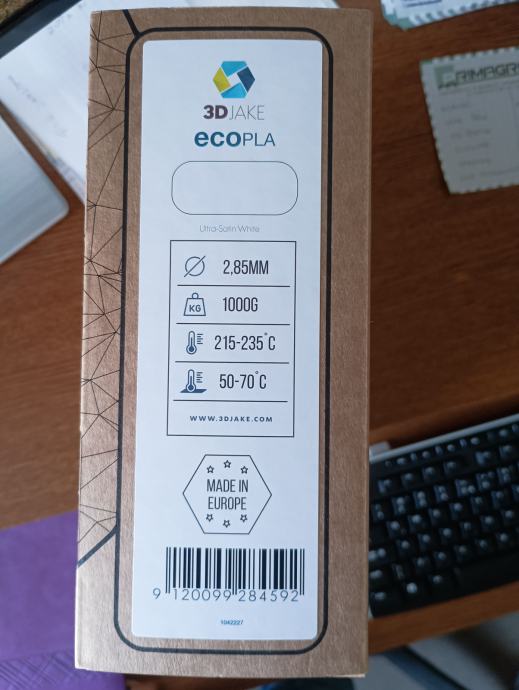 3DJAKE
ecoPLA
Ultra-Satin White
2,85MM
KG
1000G
215-235°C
50-70°C
WWW.3DJAKE.COM
MADE IN
EUROPE
9 120099 284592
1042227